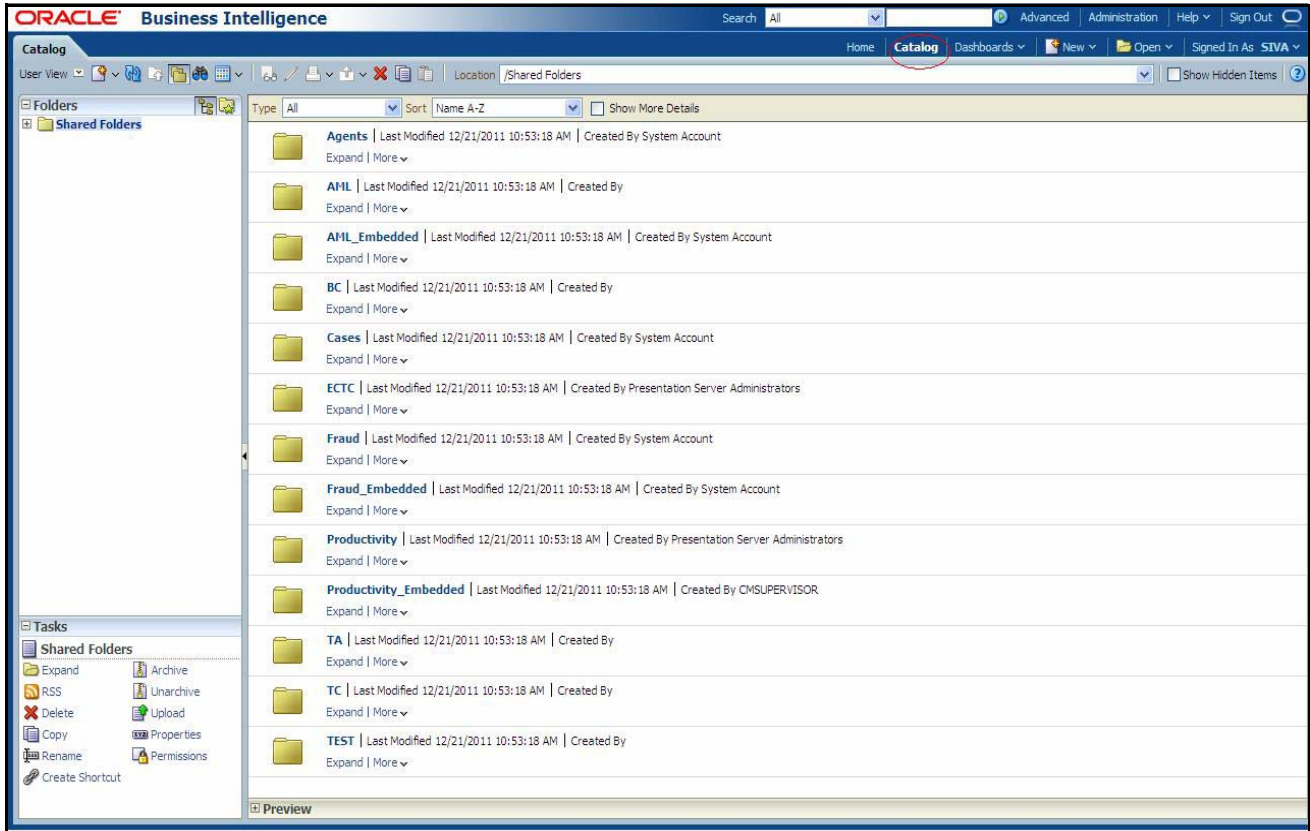 ORACLE Business Intelligence
Search All Advanced Administration Help Sign Out
Catalog
Home Catalog Dashboards New Open Signed In As SIVA
User View Location /Shared Folders Show Hidden Items
Folders
Shared Folders
Type All Sort Name A-Z Show More Details
Agents | Last Modified 12/21/2011 10:53:18 AM | Created By System Account
Expand | More
AML | Last Modified 12/21/2011 10:53:18 AM | Created By
Expand | More
AML_Embedded | Last Modified 12/21/2011 10:53:18 AM | Created By System Account
Expand | More
BC | Last Modified 12/21/2011 10:53:18 AM | Created By
Expand | More
Cases | Last Modified 12/21/2011 10:53:18 AM | Created By System Account
Expand | More
ECTC | Last Modified 12/21/2011 10:53:18 AM | Created By Presentation Server Administrators
Expand | More
Fraud | Last Modified 12/21/2011 10:53:18 AM | Created By System Account
Expand | More
Fraud_Embedded | Last Modified 12/21/2011 10:53:18 AM | Created By System Account
Expand | More
Productivity | Last Modified 12/21/2011 10:53:18 AM | Created By Presentation Server Administrators
Expand | More
Productivity_Embedded | Last Modified 12/21/2011 10:53:18 AM | Created By CMSUPERVISOR
Expand | More
TA | Last Modified 12/21/2011 10:53:18 AM | Created By
Expand | More
TC | Last Modified 12/21/2011 10:53:18 AM | Created By
Expand | More
TEST | Last Modified 12/21/2011 10:53:18 AM | Created By
Expand | More
Tasks
Shared Folders
Expand Archive
RSS Unarchive
Delete Upload
Copy Properties
Rename Permissions
Create Shortcut
Preview